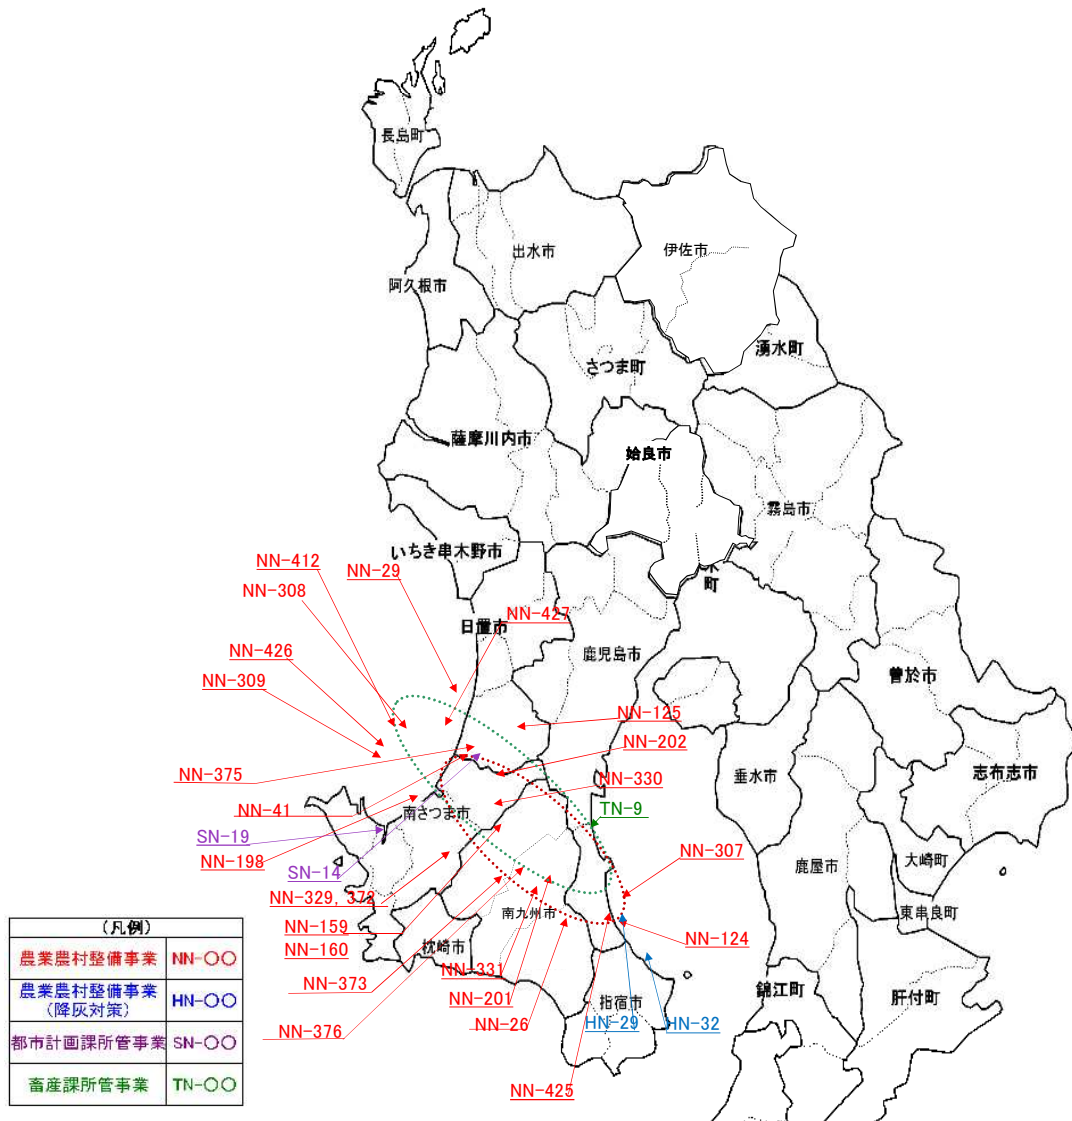 長島町
出水市
伊佐市
阿久根市
湧水町
さつま町
薩摩川内市
姶良市
霧島市
いちき串木野市
NN-412
NN-29
町
NN-308
NN-427
日置市
鹿児島市
NN-426
曽於市
NN-309
NN-125
NN-202
NN-375
垂水市
志布志市
NN-330
NN-41
南さつま市
TN-9
SN-19
NN-198
NN-307
鹿屋市
大崎町
SN-14
NN-329, 372
南九州市
東串良町
NN-159
NN-124
NN-160
枕崎市
NN-331
NN-373
錦江町
肝付町
NN-201
指宿市
NN-376
NN-26
HN-29
HN-32
NN-425
(凡例)
農業農村整備事業 NN-〇〇
農業農村整備事業
(降灰対策) HN-〇〇
都市計画課所管事業 SN-〇〇
畜産課所管事業 TN-〇〇